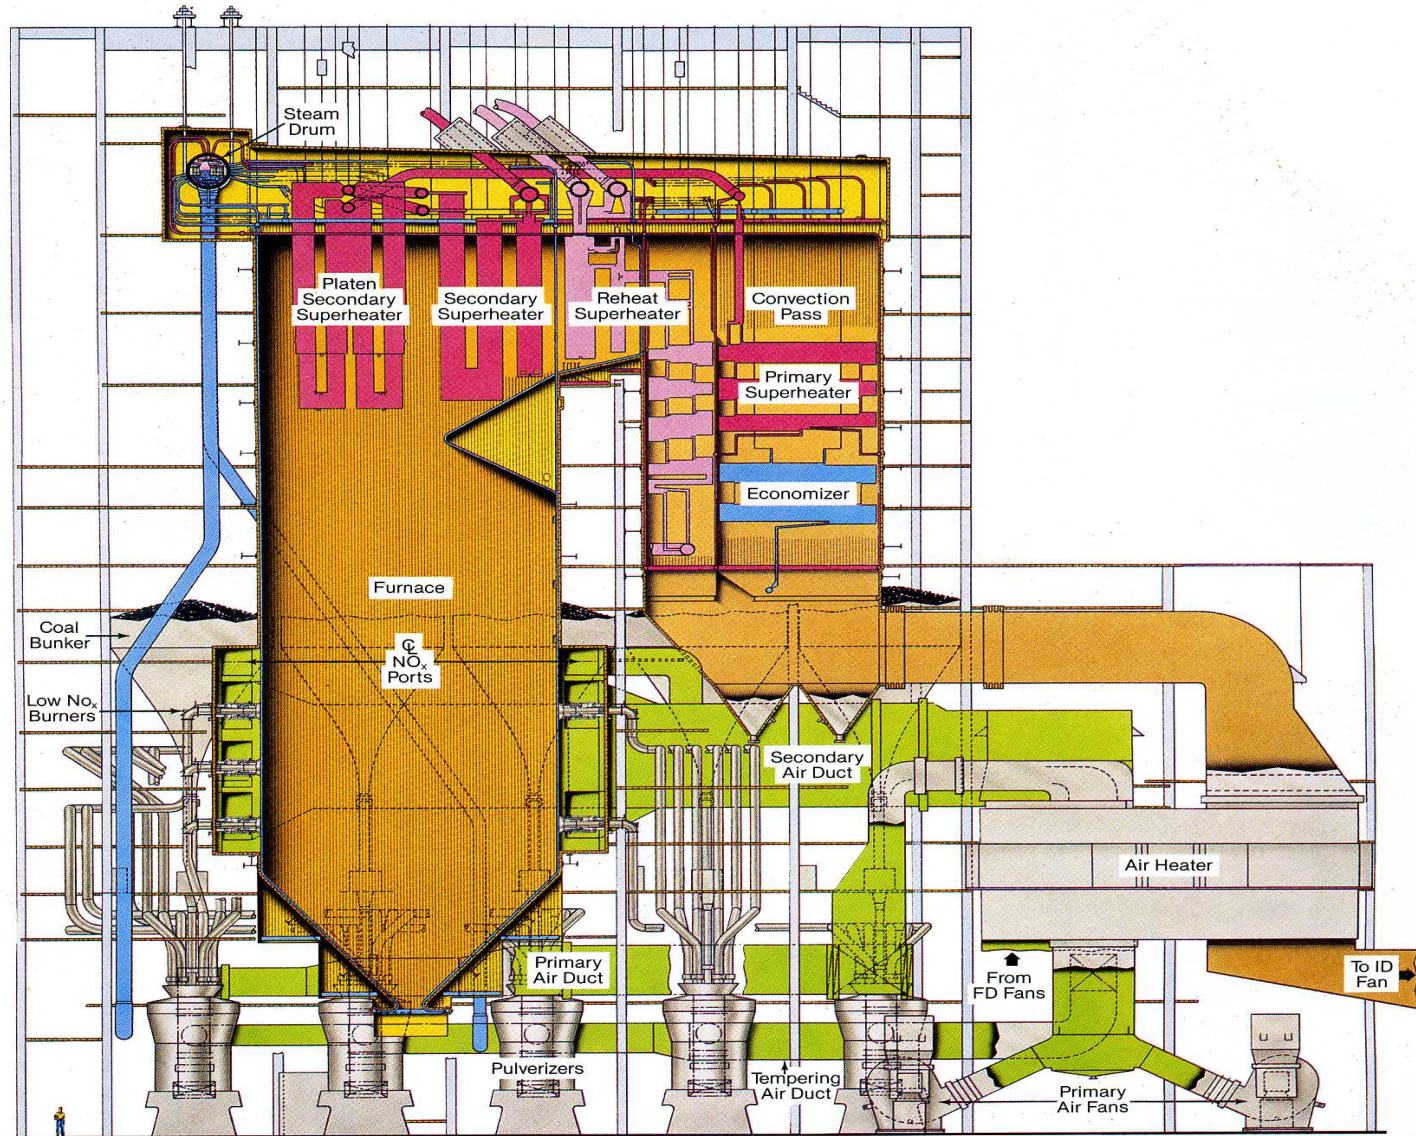 Steam
Drum
Platen
Secondary
Superheater
Secondary
Superheater
Reheat
Superheater
Convection
Pass
Primary
Superheater
Economizer
Furnace
Coal
Bunker
℄
NOₓ
Ports
Low Noₓ
Burners
Secondary
Air Duct
Air Heater
Primary
Air Duct
From
FD Fans
To ID
Fan
Pulverizers
Tempering
Air Duct
Primary
Air Fans